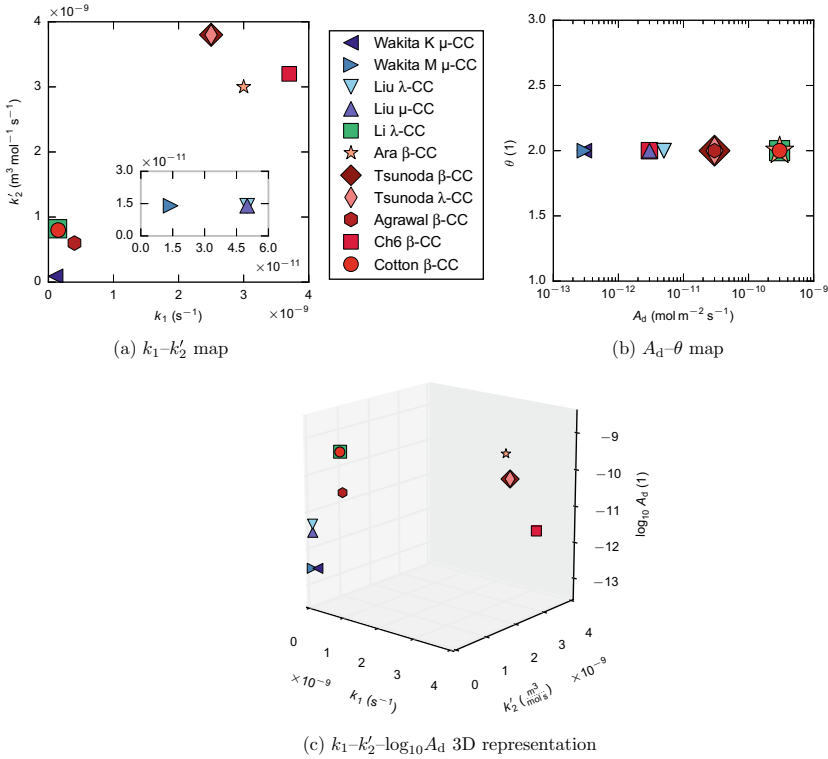 ×10⁻⁹
4
3
2
1
0
k′₂ (m³ mol⁻¹ s⁻¹)
×10⁻¹¹
3.0
1.5
0.0
0.0 1.5 3.0 4.5 6.0
×10⁻¹¹
0 1 2 3 4
k₁ (s⁻¹) ×10⁻⁹
(a) k₁–k′₂ map
Wakita K μ-CC
Wakita M μ-CC
Liu λ-CC
Liu μ-CC
Li λ-CC
Ara β-CC
Tsunoda β-CC
Tsunoda λ-CC
Agrawal β-CC
Ch6 β-CC
Cotton β-CC
3.0
2.5
2.0
1.5
1.0
θ (1)
10⁻¹³ 10⁻¹² 10⁻¹¹ 10⁻¹⁰ 10⁻⁹
A_d (mol m⁻² s⁻¹)
(b) A_d–θ map
−9
−10
−11
−12
−13
log₁₀ A_d (1)
0 1 2 3 4
×10⁻⁹
k₁ (s⁻¹)
0 1 2 3 4
×10⁻⁹
k′₂ (m³/mol s)
(c) k₁–k′₂–log₁₀A_d 3D representation